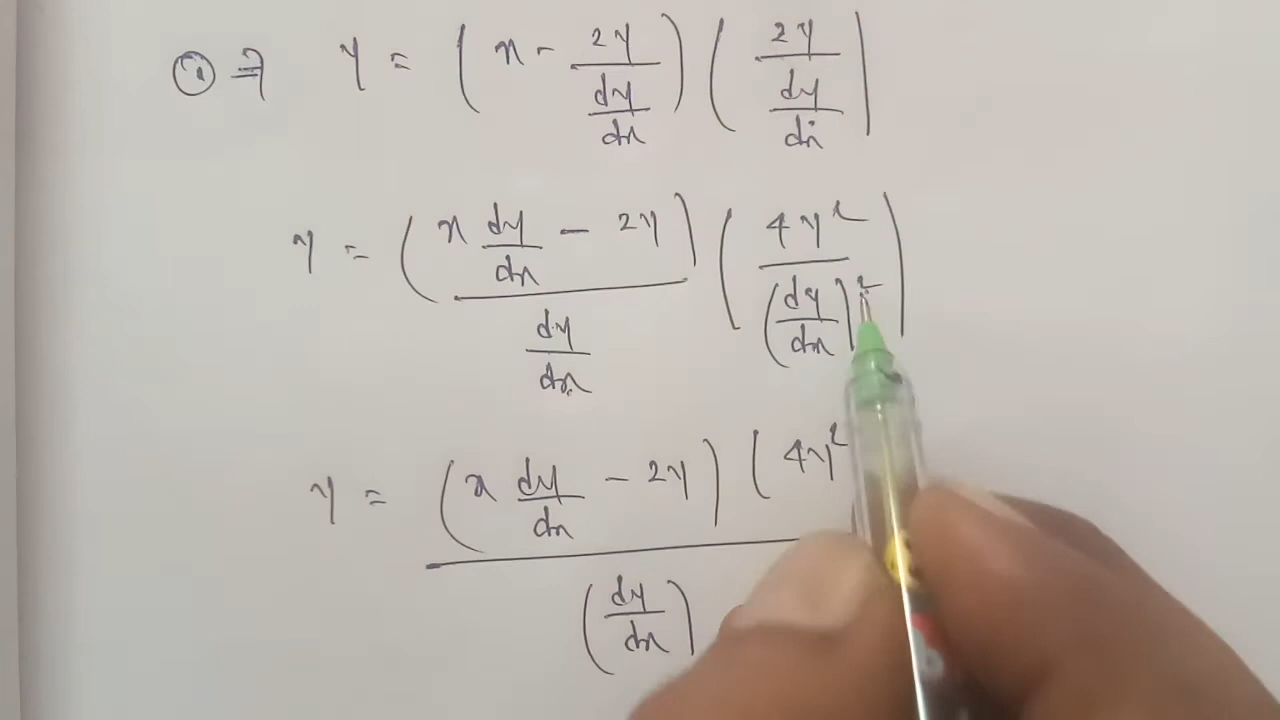 ① ⇒ y = ( x - 2y / (dy/dx) ) ( 2y / (dy/dx) )
y = ( x dy/dx - 2y ) / (dy/dx) ( 4y² / (dy/dx)² )
y = ( x dy/dx - 2y ) ( 4y² / ( dy/dx )